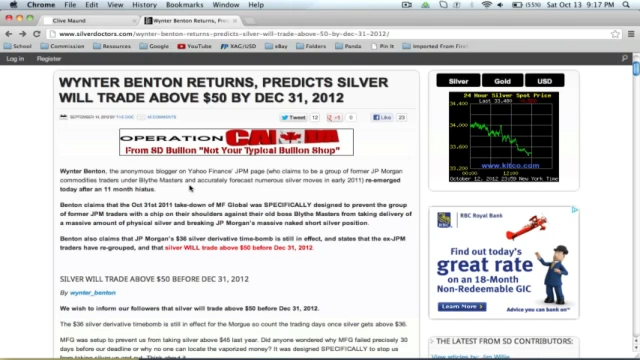 Chrome File Edit View History Bookmarks Window Help
(55%) Sat Oct 13 9:17 PM
Clive Maund
Wynter Benton Returns, Pred
www.silverdoctors.com/wynter-benton-returns-predicts-silver-will-trade-above-50-by-dec-31-2012/
School Commission Boretto Google YouTube XAG/USD eBay Folders Paulo Pin It Imported From Firef
Log in Register
WYNTER BENTON RETURNS, PREDICTS SILVER
WILL TRADE ABOVE $50 BY DEC 31, 2012
Tweet 12 +1 0 Like 23
OPERATION CANADA
From SD Bullion "Not Your Typical Bullion Shop"
Wynter Benton, the anonymous blogger on Yahoo Finance' JPM page (who claims to be a group of former JP Morgan
commodities traders under Blythe Masters and accurately forecast numerous silver moves in early 2011) re-emerged
today after an 11 month hiatus.
Benton claims that the Oct 31st 2011 take-down of MF Global was SPECIFICALLY designed to prevent the group
of former JPM traders with a chip on their shoulders against their old boss Blythe Masters from taking delivery of
a massive amount of physical silver and breaking JP Morgan's massive naked short silver position.
Benton also claims that JP Morgan's $36 silver derivative time-bomb is still in effect, and states that the ex-JPM
traders have re-grouped, and that silver WILL trade above $50 before Dec 31, 2012
SILVER WILL TRADE ABOVE $50 BEFORE DEC 31, 2012
By wynter_benton
We wish to inform our followers that silver will trade above $50 before Dec 31, 2012.
The $36 silver derivative timebomb is still in effect for the Morgue so count the trading days once silver gets above $36.
MFG was setup to prevent us from taking silver above $48 last year. Did anyone wonder why MFG failed precisely 30
days before our deadline or why no one can locate the vaporized money? It was designed SPECIFICALLY to stop us
Silver Gold USD
24 Hour Silver Spot Price
34.400
34.000
33.600
33.200
www.kitco.com
October 12, 2012 23:59 New York Time
RBC RBC Royal Bank
Find out today's
great rate
on an 18-Month
Non-Redeemable GIC
Learn More
Advice you can bank on
THE LATEST FROM SD CONTRIBUTORS:
View articles by: Jim Willie